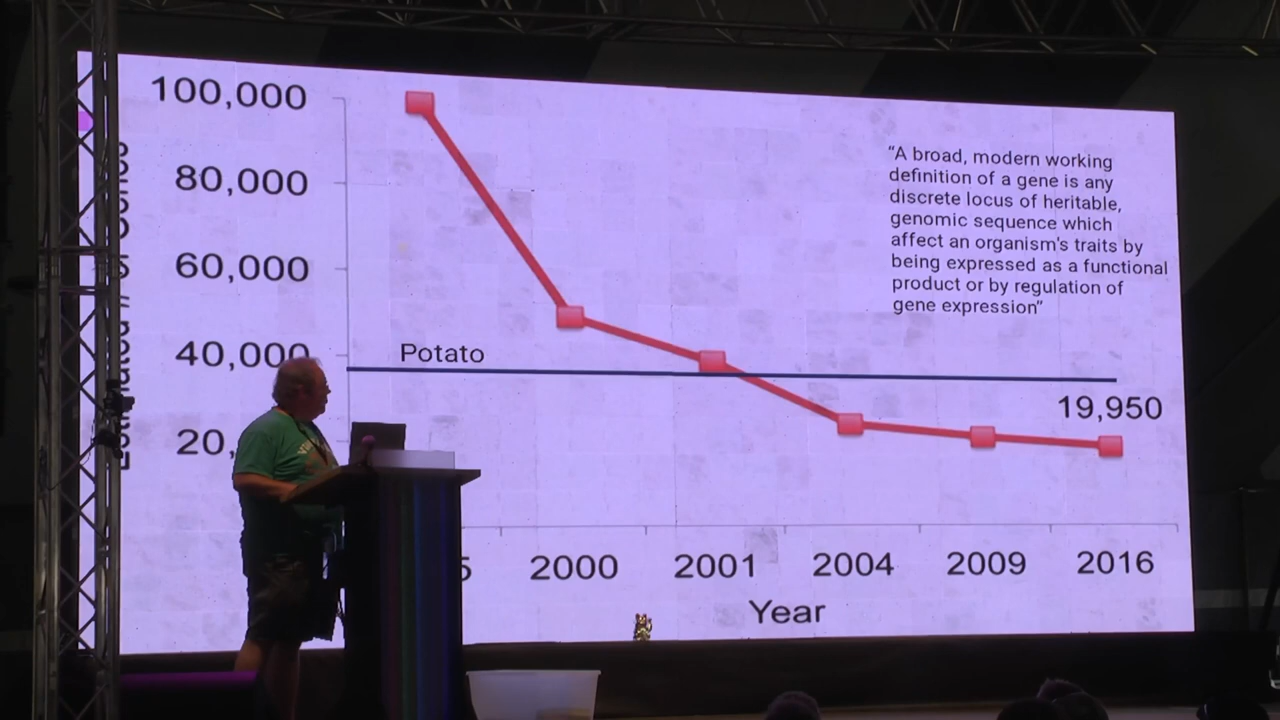 100,000
80,000
60,000
40,000
20,
Potato
19,950
"A broad, modern working
definition of a gene is any
discrete locus of heritable,
genomic sequence which
affect an organism's traits by
being expressed as a functional
product or by regulation of
gene expression"
5 2000 2001 2004 2009 2016
Year